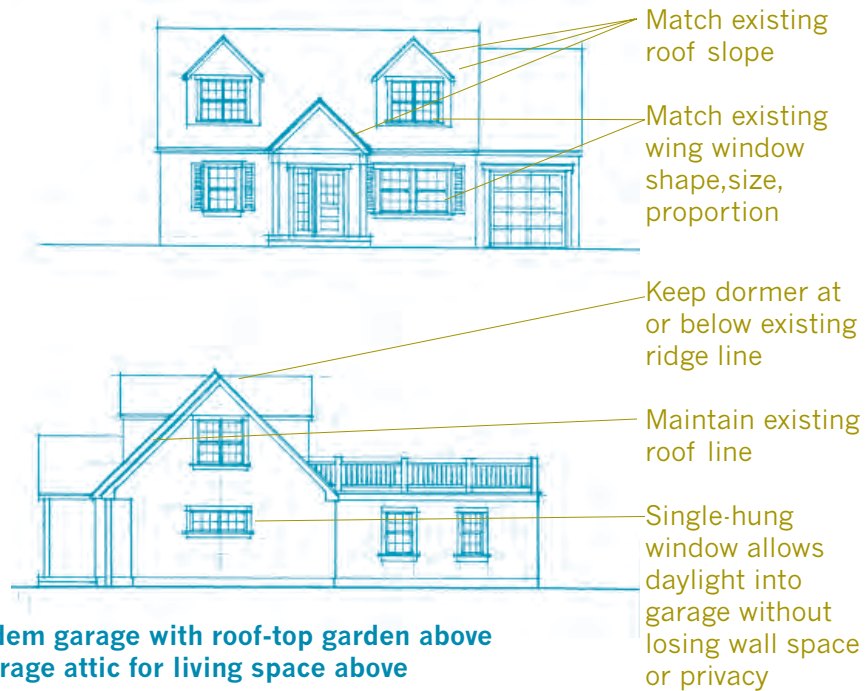 Match existing
roof slope
Match existing
wing window
shape,size,
proportion
Keep dormer at
or below existing
ridge line
Maintain existing
roof line
Single-hung
window allows
daylight into
garage without
losing wall space
or privacy
garage with roof-top garden above
attic for living space above